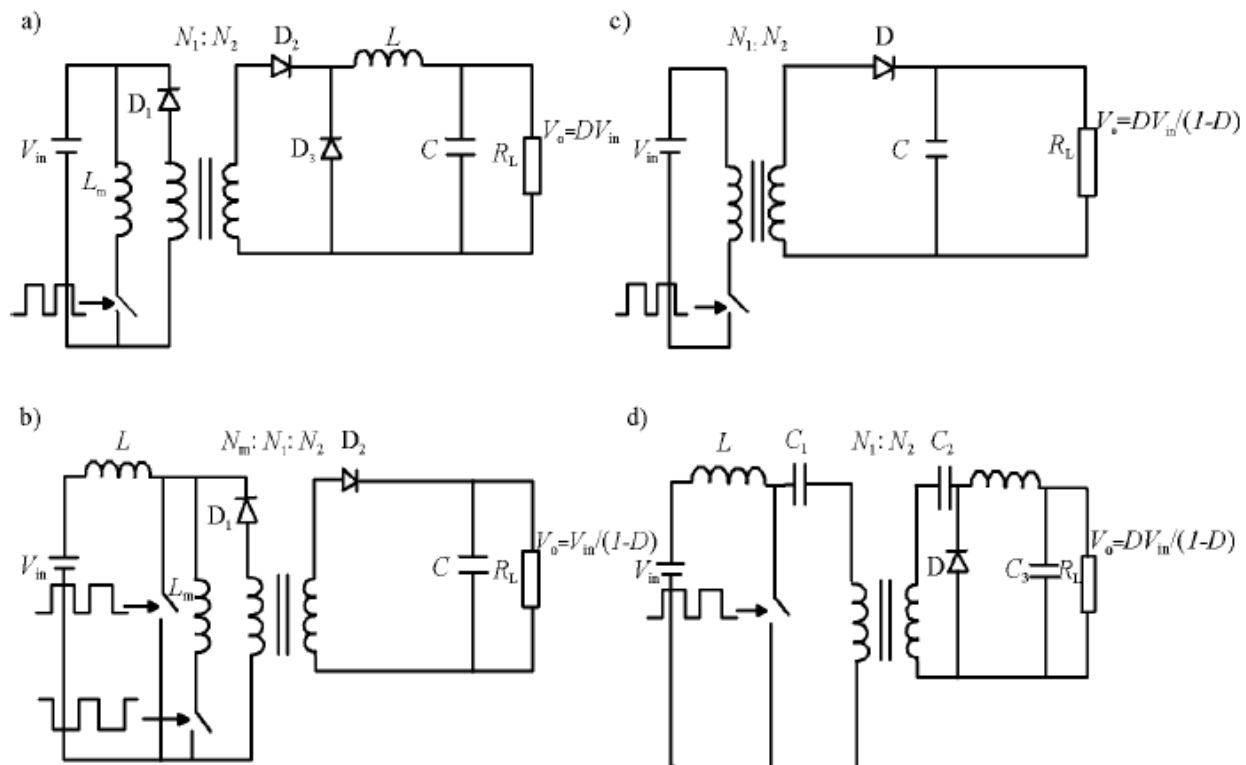 a)
N₁: N₂
D₂
L
D₁
Vin
Lm
D₃
C
RL
Vo=DVin
c)
N₁: N₂
D
Vin
C
RL
Vo=DVin/(1-D)
b)
L
Nm: N₁: N₂
D₂
D₁
Vin
Lm
C
RL
Vo=Vin/(1-D)
d)
L
C₁
N₁: N₂
C₂
Vin
D
C₃
RL
Vo=DVin/(1-D)